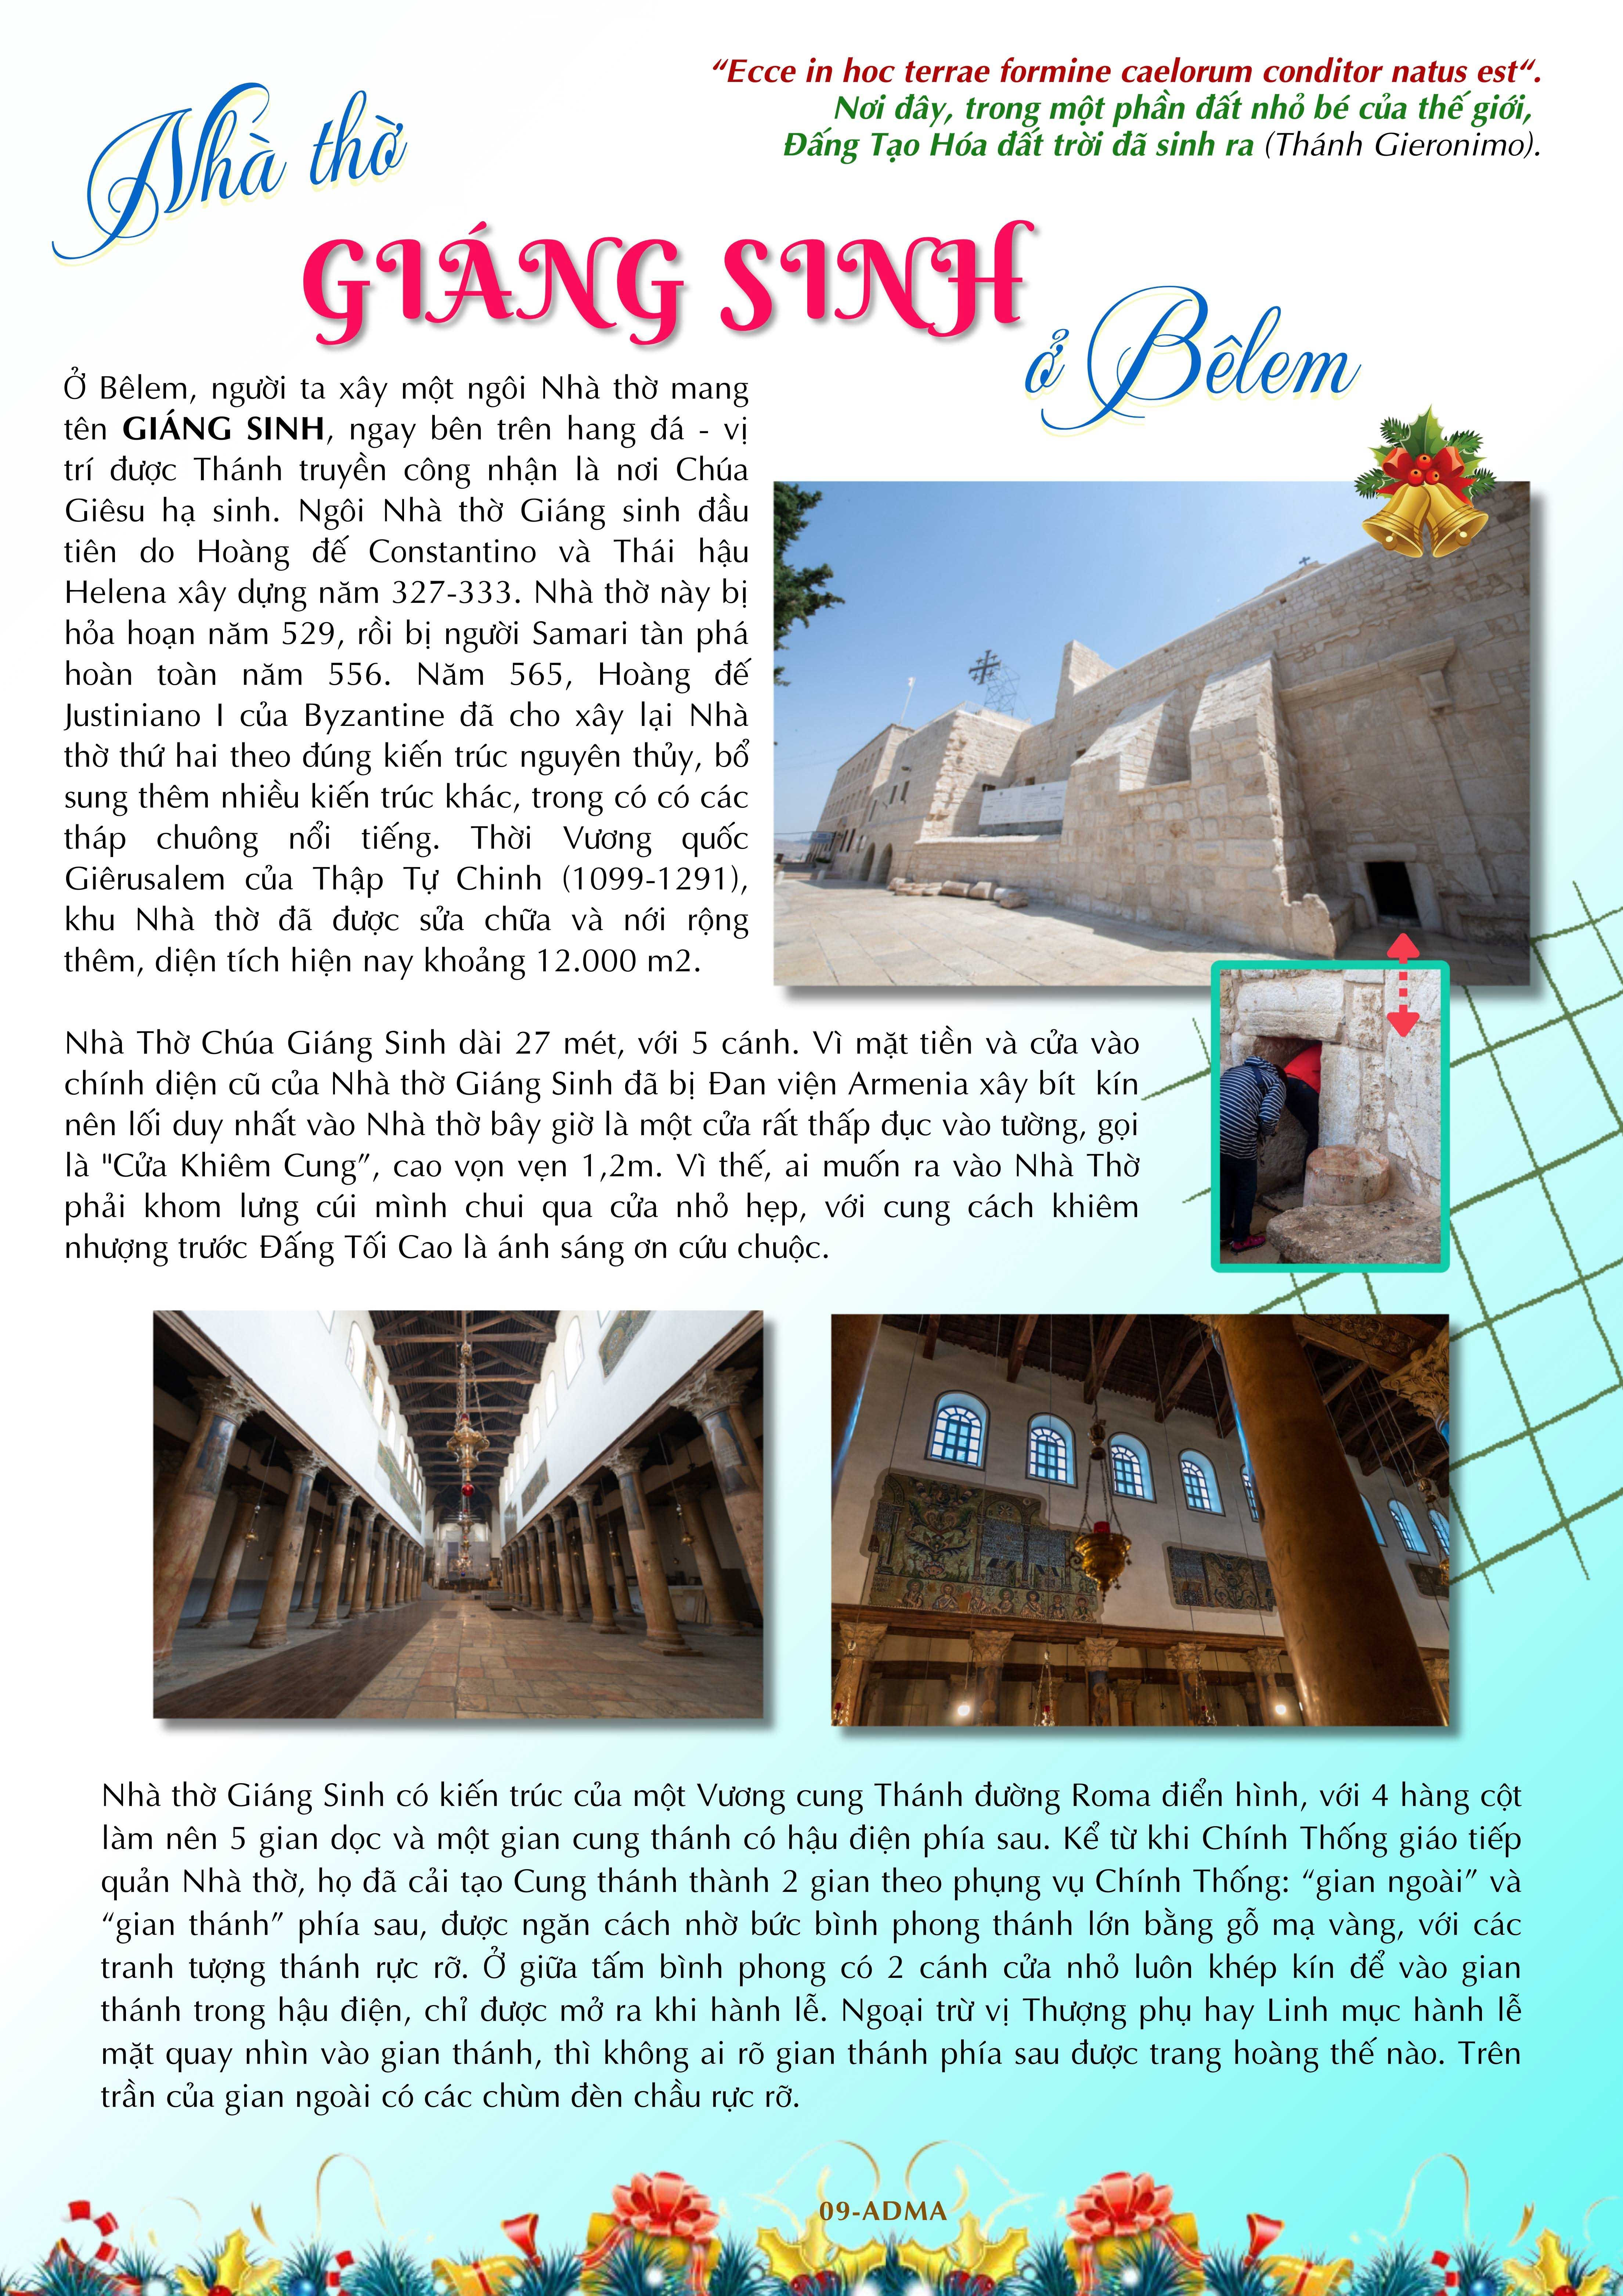 “Ecce in hoc terrae formine caelorum conditor natus est“.
Nơi đây, trong một phần đất nhỏ bé của thế giới,
Đấng Tạo Hóa đất trời đã sinh ra (Thánh Gieronimo).
Nhà thờ
GIÁNG SINH
ở Bêlem
Ở Bêlem, người ta xây một ngôi Nhà thờ mang
tên GIÁNG SINH, ngay bên trên hang đá - vị
trí được Thánh truyền công nhận là nơi Chúa
Giêsu hạ sinh. Ngôi Nhà thờ Giáng sinh đầu
tiên do Hoàng đế Constantino và Thái hậu
Helena xây dựng năm 327-333. Nhà thờ này bị
hỏa hoạn năm 529, rồi bị người Samari tàn phá
hoàn toàn năm 556. Năm 565, Hoàng đế
Justiniano I của Byzantine đã cho xây lại Nhà
thờ thứ hai theo đúng kiến trúc nguyên thủy, bổ
sung thêm nhiều kiến trúc khác, trong có có các
tháp chuông nổi tiếng. Thời Vương quốc
Giêrusalem của Thập Tự Chinh (1099-1291),
khu Nhà thờ đã được sửa chữa và nới rộng
thêm, diện tích hiện nay khoảng 12.000 m2.
Nhà Thờ Chúa Giáng Sinh dài 27 mét, với 5 cánh. Vì mặt tiền và cửa vào
chính diện cũ của Nhà thờ Giáng Sinh đã bị Đan viện Armenia xây bít kín
nên lối duy nhất vào Nhà thờ bây giờ là một cửa rất thấp đục vào tường, gọi
là "Cửa Khiêm Cung”, cao vọn vẹn 1,2m. Vì thế, ai muốn ra vào Nhà Thờ
phải khom lưng cúi mình chui qua cửa nhỏ hẹp, với cung cách khiêm
nhượng trước Đấng Tối Cao là ánh sáng ơn cứu chuộc.
Nhà thờ Giáng Sinh có kiến trúc của một Vương cung Thánh đường Roma điển hình, với 4 hàng cột
làm nên 5 gian dọc và một gian cung thánh có hậu điện phía sau. Kể từ khi Chính Thống giáo tiếp
quản Nhà thờ, họ đã cải tạo Cung thánh thành 2 gian theo phụng vụ Chính Thống: “gian ngoài” và
“gian thánh” phía sau, được ngăn cách nhờ bức bình phong thánh lớn bằng gỗ mạ vàng, với các
tranh tượng thánh rực rỡ. Ở giữa tấm bình phong có 2 cánh cửa nhỏ luôn khép kín để vào gian
thánh trong hậu điện, chỉ được mở ra khi hành lễ. Ngoại trừ vị Thượng phụ hay Linh mục hành lễ
mặt quay nhìn vào gian thánh, thì không ai rõ gian thánh phía sau được trang hoàng thế nào. Trên
trần của gian ngoài có các chùm đèn chầu rực rỡ.
09-ADMA